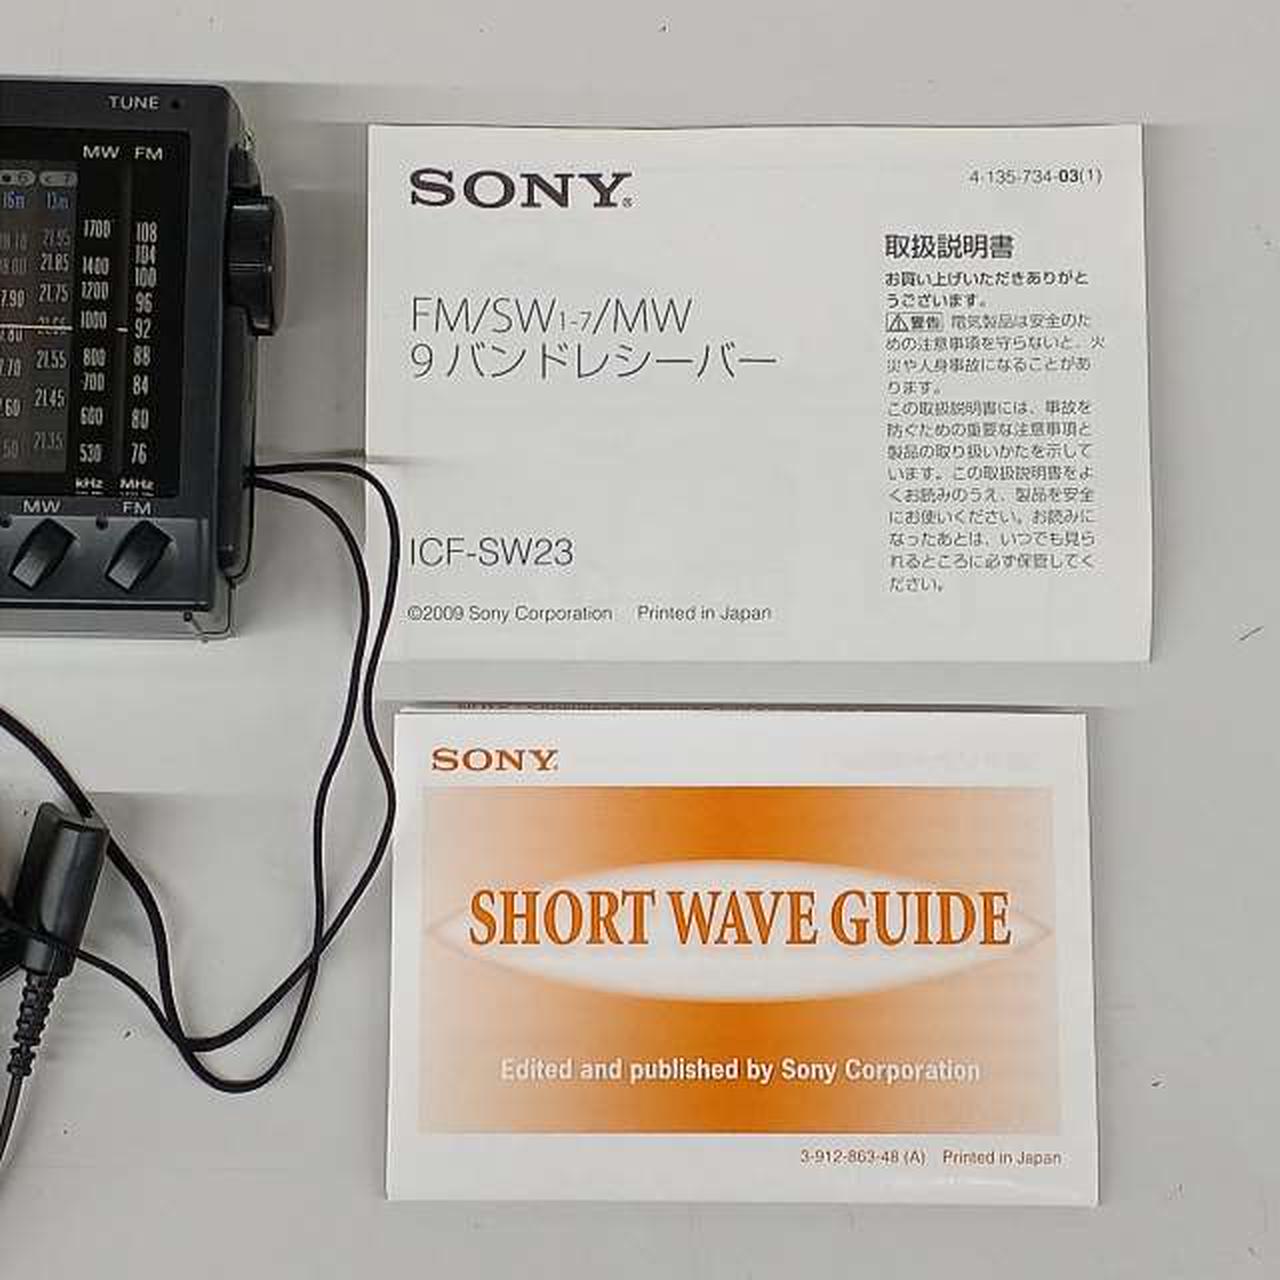 TUNE
MW FM
16m 13m
21.95
21.85
7.90 21.75
21.55
7.70
.60 21.45
.50 21.35
1700
1400
1200
1000
800
700
600
530
kHz
108
104
100
96
92
88
84
80
76
MHz
MW FM
SONY
4-135-734-03(1)
FM/SW1-7/MW
9バンドレシーバー
ICF-SW23
©2009 Sony Corporation Printed in Japan
取扱説明書
お買い上げいただきありがと
うございます。
警告 電気製品は安全のた
めの注意事項を守らないと、火
災や人身事故になることがあ
ります。
この取扱説明書には、事故を
防ぐための重要な注意事項と
製品の取り扱いかたを示して
います。この取扱説明書をよ
くお読みのうえ、製品を安全
にお使いください。お読みに
なったあとは、いつでも見ら
れるところに必ず保管してく
ださい。
SONY
SHORT WAVE GUIDE
Edited and published by Sony Corporation
3-912-863-48 (A) Printed in Japan